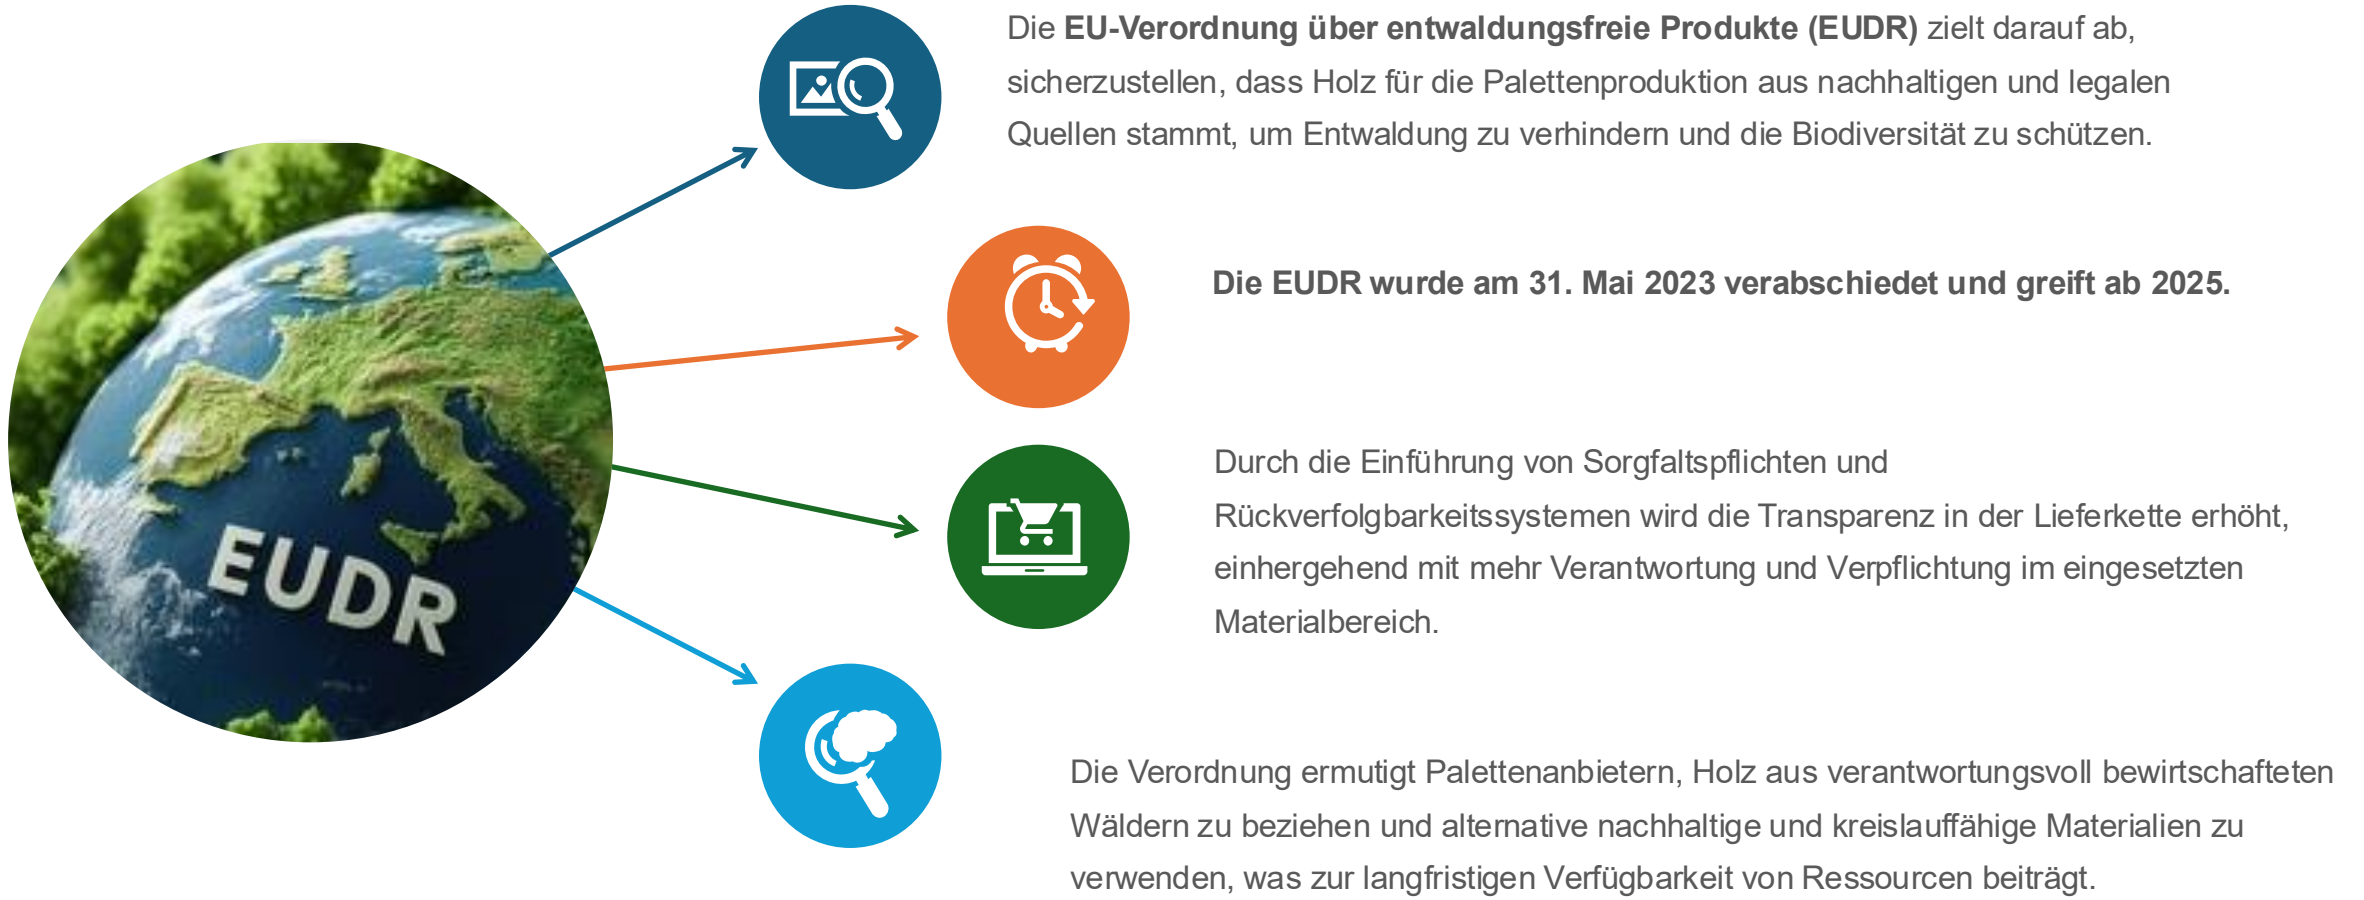 Die EU-Verordnung über entwaldungsfreie Produkte (EUDR) zielt darauf ab,
sicherzustellen, dass Holz für die Palettenproduktion aus nachhaltigen und legalen
Quellen stammt, um Entwaldung zu verhindern und die Biodiversität zu schützen.
Die EUDR wurde am 31. Mai 2023 verabschiedet und greift ab 2025.
Durch die Einführung von Sorgfaltspflichten und
Rückverfolgbarkeitssystemen wird die Transparenz in der Lieferkette erhöht,
einhergehend mit mehr Verantwortung und Verpflichtung im eingesetzten
Materialbereich.
EUDR
Die Verordnung ermutigt Palettenanbietern, Holz aus verantwortungsvoll bewirtschafteten
Wäldern zu beziehen und alternative nachhaltige und kreislauffähige Materialien zu
verwenden, was zur langfristigen Verfügbarkeit von Ressourcen beiträgt.